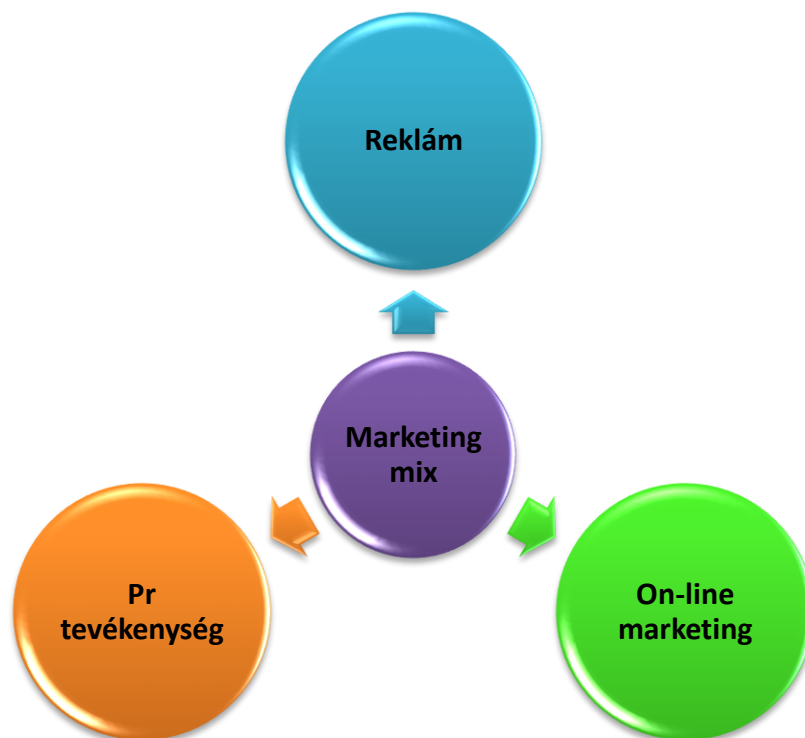 Reklám
Marketing
mix
Pr
tevékenység
On-line
marketing